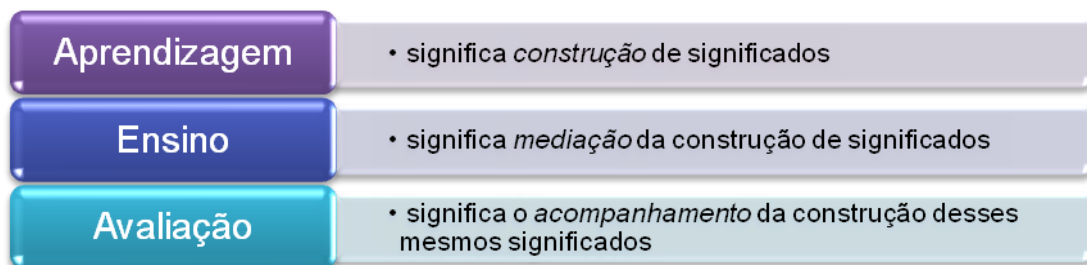 Aprendizagem
• significa construção de significados
Ensino
• significa mediação da construção de significados
Avaliação
• significa o acompanhamento da construção desses
mesmos significados